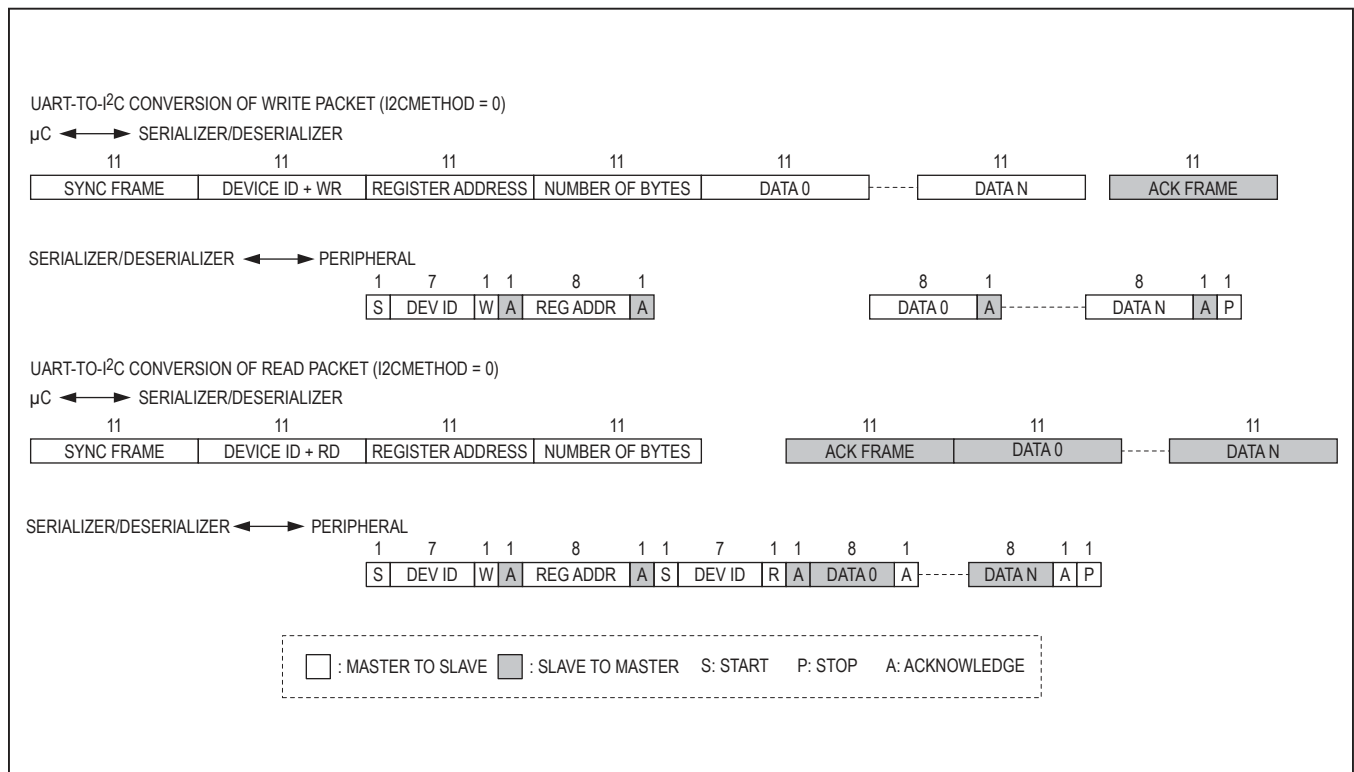 UART-TO-I2C CONVERSION OF WRITE PACKET (I2CMETHOD = 0)
µC SERIALIZER/DESERIALIZER
11 11 11 11 11 11 11
SYNC FRAME DEVICE ID + WR REGISTER ADDRESS NUMBER OF BYTES DATA 0 DATA N ACK FRAME
SERIALIZER/DESERIALIZER PERIPHERAL
1 7 1 1 8 1 8 1 8 1 1
S DEV ID W A REG ADDR A DATA 0 A DATA N A P
UART-TO-I2C CONVERSION OF READ PACKET (I2CMETHOD = 0)
µC SERIALIZER/DESERIALIZER
11 11 11 11 11 11 11
SYNC FRAME DEVICE ID + RD REGISTER ADDRESS NUMBER OF BYTES ACK FRAME DATA 0 DATA N
SERIALIZER/DESERIALIZER PERIPHERAL
1 7 1 1 8 1 1 7 1 1 8 1 8 1 1
S DEV ID W A REG ADDR A S DEV ID R A DATA 0 A DATA N A P
: MASTER TO SLAVE : SLAVE TO MASTER S: START P: STOP A: ACKNOWLEDGE